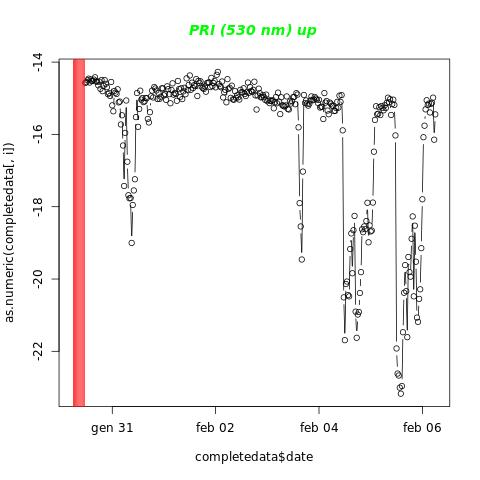 PRI (530 nm) up
as.numeric(completedata[, i])
-14
-16
-18
-20
-22
gen 31
feb 02
feb 04
feb 06
completedata$date